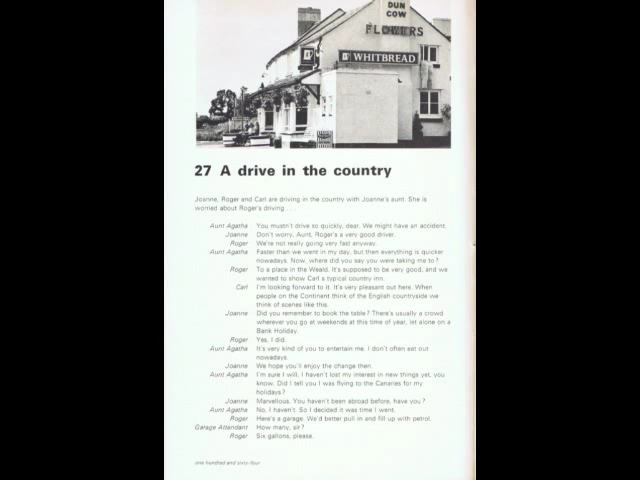 DUN
COW
FLOWERS
WHITBREAD
27 A drive in the country
Joanne, Roger and Carl are driving in the country with Joanne's aunt. She is
worried about Roger's driving . . .
Aunt Agatha You mustn't drive so quickly, dear. We might have an accident.
Joanne Don't worry, Aunt, Roger's a very good driver.
Roger We're not really going very fast anyway.
Aunt Agatha Faster than we went in my day, but then everything is quicker
nowadays. Now, where did you say you were taking me to?
Roger To a place in the Weald. It's supposed to be very good, and we
wanted to show Carl a typical country inn.
Carl I'm looking forward to it. It's very pleasant out here. When
people on the Continent think of the English countryside we
think of scenes like this.
Joanne Did you remember to book the table? There's usually a crowd
wherever you go at weekends at this time of year, let alone on a
Bank Holiday.
Roger Yes, I did.
Aunt Agatha It's very kind of you to entertain me. I don't often eat out
nowadays.
Joanne We hope you'll enjoy the change then.
Aunt Agatha I'm sure I will. I haven't lost my interest in new things yet, you
know. Did I tell you I was flying to the Canaries for my
holidays?
Joanne Marvellous. You haven't been abroad before, have you?
Aunt Agatha No, I haven't. So I decided it was time I went.
Roger Here's a garage. We'd better pull in and fill-up with petrol.
Garage Attendant How many, sir?
Roger Six gallons, please.
one hundred and sixty-four